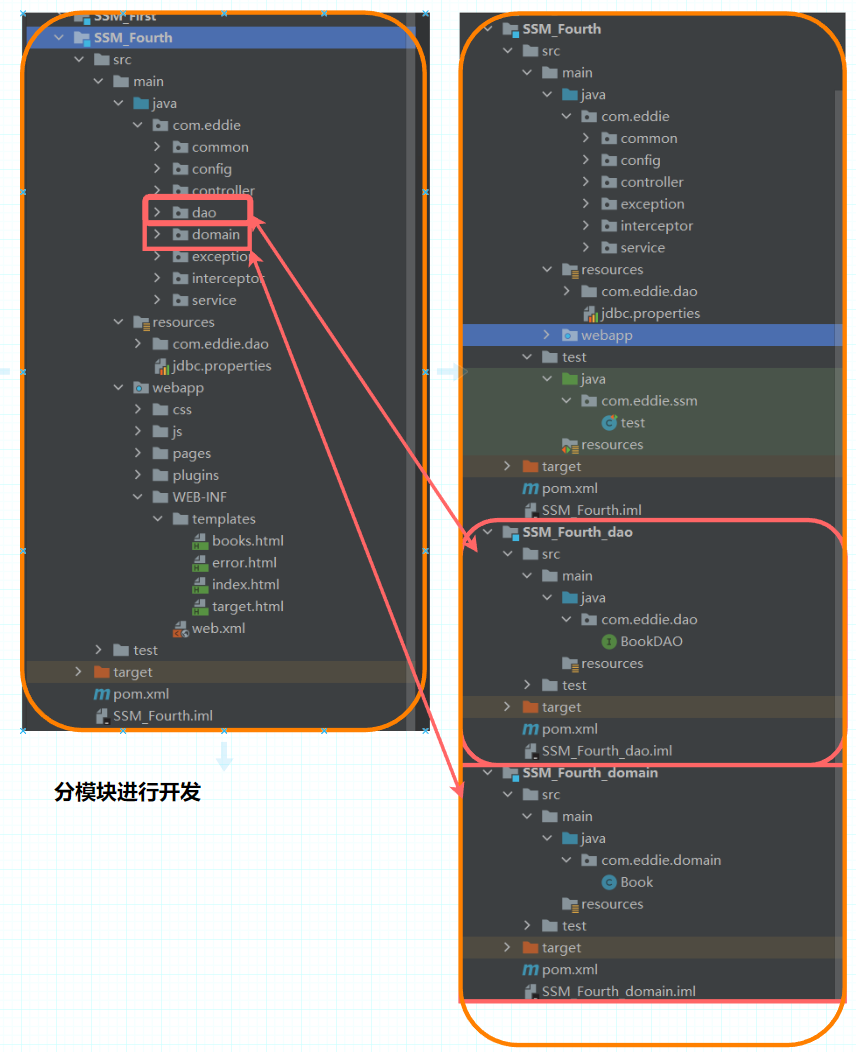 SSM_First
SSM_Fourth
src
main
java
com.eddie
common
config
controller
dao
domain
exception
interceptor
service
resources
com.eddie.dao
jdbc.properties
webapp
css
js
pages
plugins
WEB-INF
templates
books.html
error.html
index.html
target.html
web.xml
test
target
pom.xml
SSM_Fourth.iml
分模块进行开发
SSM_Fourth
src
main
java
com.eddie
common
config
controller
exception
interceptor
service
resources
com.eddie.dao
jdbc.properties
webapp
test
java
com.eddie.ssm
test
resources
target
pom.xml
SSM_Fourth.iml
SSM_Fourth_dao
src
main
java
com.eddie.dao
BookDAO
resources
test
target
pom.xml
SSM_Fourth_dao.iml
SSM_Fourth_domain
src
main
java
com.eddie.domain
Book
resources
test
target
pom.xml
SSM_Fourth_domain.iml